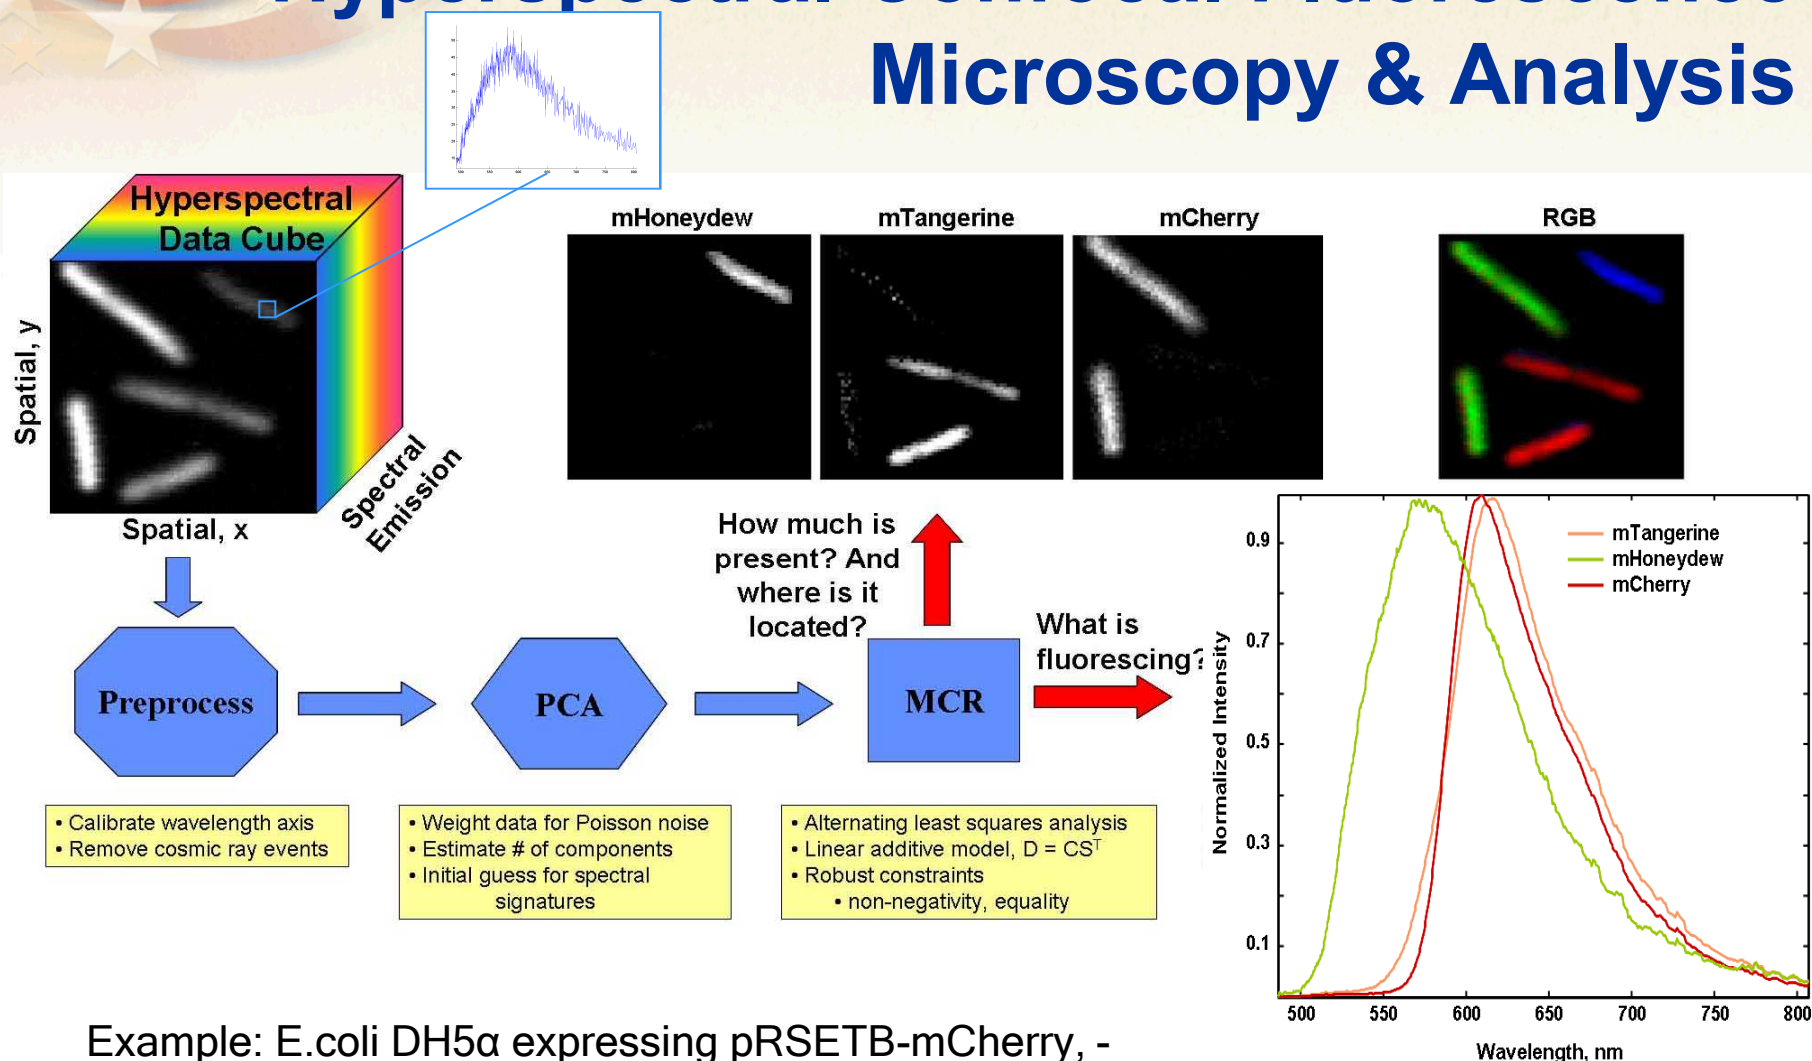 Hyperspectral Confocal Fluorescence
Microscopy & Analysis
Hyperspectral
Data Cube
Spatial, y
Spatial, x
Spectral
Emission
mHoneydew
mTangerine
mCherry
RGB
How much is
present? And
where is it
located?
What is
fluorescing?
Preprocess
PCA
MCR
• Calibrate wavelength axis
• Remove cosmic ray events
• Weight data for Poisson noise
• Estimate # of components
• Initial guess for spectral
signatures
• Alternating least squares analysis
• Linear additive model, D = CSᵀ
• Robust constraints
• non-negativity, equality
mTangerine
mHoneydew
mCherry
Normalized Intensity
0.9
0.7
0.5
0.3
0.1
500 550 600 650 700 750 800
Wavelength, nm
Example: E.coli DH5α expressing pRSETB-mCherry, -